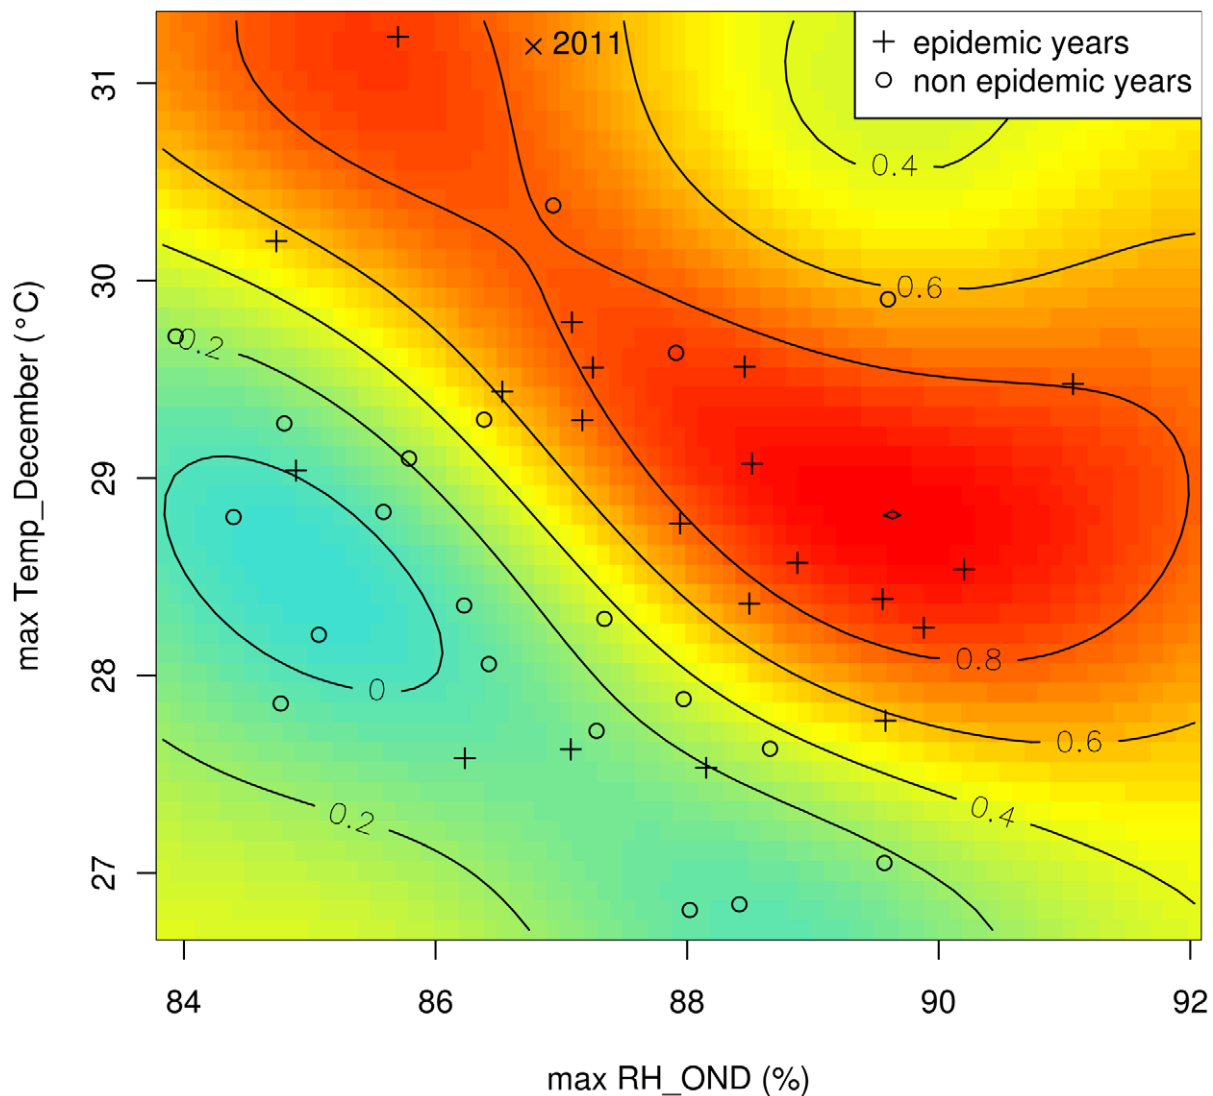 2011
+ epidemic years
○ non epidemic years
31
0.4
30
0.6
0.2
29
0
0.8
28
0.6
0.2
0.4
27
84 86 88 90 92
max Temp_December (°C)
max RH_OND (%)